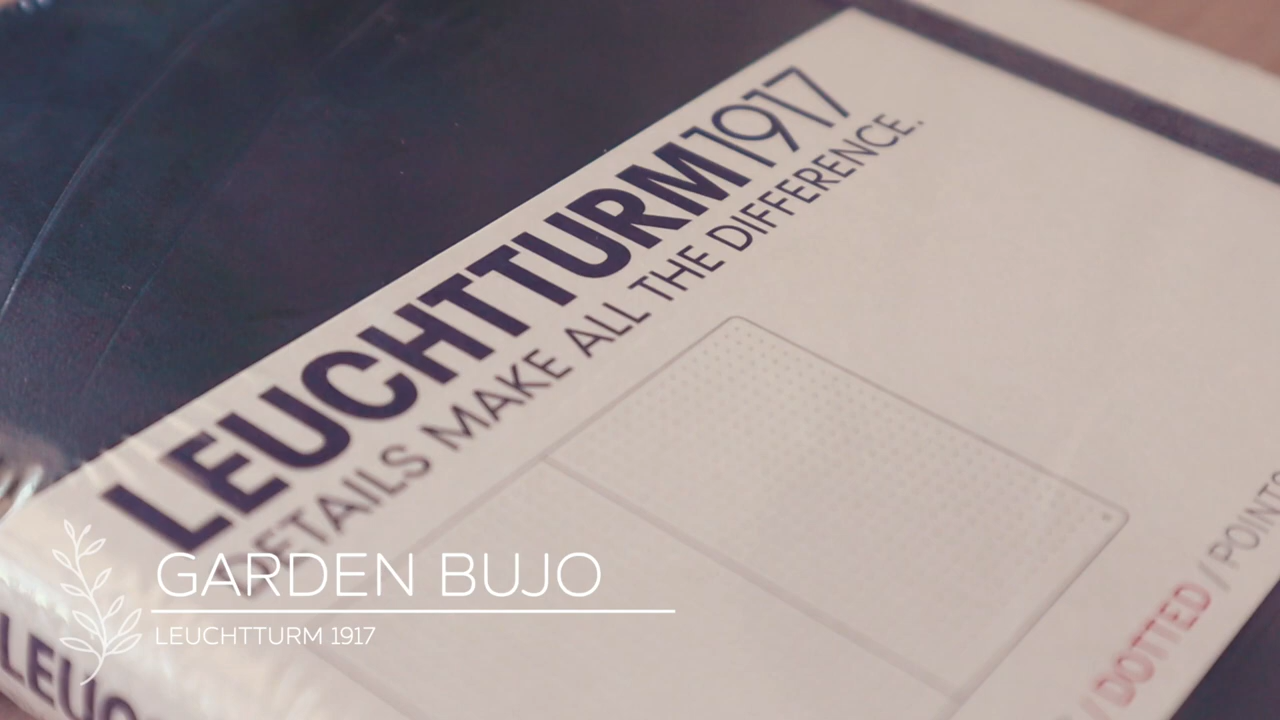 LEUCHTTURM1917
DETAILS MAKE ALL THE DIFFERENCE.
/ DOTTED / POINTS
GARDEN BUJO
LEUCHTTURM 1917